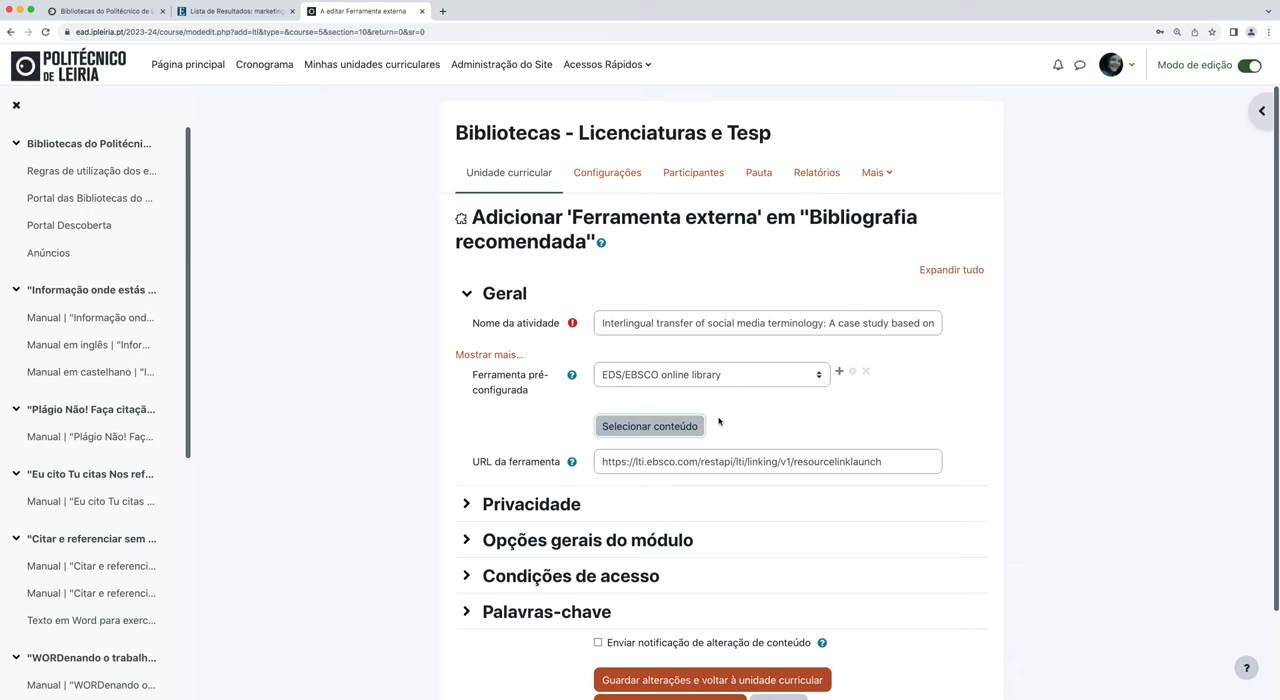 Bibliotecas do Politécnico de L
Lista de Resultados: marketing
A editar Ferramenta externa
ead.ipleiria.pt/2023-24/course/modedit.php?add=lti&type=&course=5&section=10&return=0&sr=0
POLITÉCNICO
DE LEIRIA
Página principal
Cronograma
Minhas unidades curriculares
Administração do Site
Acessos Rápidos
Modo de edição
Bibliotecas do Politécni...
Regras de utilização dos e...
Portal das Bibliotecas do ...
Portal Descoberta
Anúncios
"Informação onde estás ...
Manual | "Informação ond...
Manual em inglês | "Infor...
Manual em castelhano | "I...
"Plágio Não! Faça citaçã...
Manual | "Plágio Não! Faç...
"Eu cito Tu citas Nos ref...
Manual | "Eu cito Tu citas ...
"Citar e referenciar sem ...
Manual | "Citar e referenci...
Manual | "Citar e referenci...
Texto em Word para exerc...
"WORDenando o trabalh...
Manual | "WORDenando o...
Bibliotecas - Licenciaturas e Tesp
Unidade curricular
Configurações
Participantes
Pauta
Relatórios
Mais
Adicionar 'Ferramenta externa' em "Bibliografia
recomendada"
Expandir tudo
Geral
Nome da atividade
Interlingual transfer of social media terminology: A case study based on
Mostrar mais...
Ferramenta pré-
configurada
EDS/EBSCO online library
Selecionar conteúdo
URL da ferramenta
https://lti.ebsco.com/restapi/lti/linking/v1/resourcelinklaunch
Privacidade
Opções gerais do módulo
Condições de acesso
Palavras-chave
Enviar notificação de alteração de conteúdo
Guardar alterações e voltar à unidade curricular